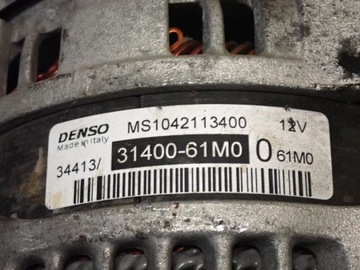 DENSO MS1042113400 12V
Made in Italy
34413/ 31400-61M0 0 61M0